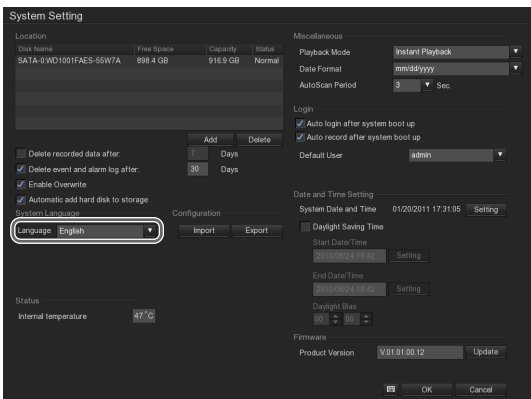 System Setting
Location
Disk Name Free Space Capacity Status
SATA-0:WD1001FAES-55W7A 898.4 GB 916.9 GB Normal
Add Delete
Delete recorded data after: 7 Days
Delete event and alarm log after: 30 Days
Enable Overwrite
Automatic add hard disk to storage
System Language
Language English
Configuration
Import Export
Status
Internal temperature 47 °C
Miscellaneous
Playback Mode Instant Playback
Date Format mm/dd/yyyy
AutoScan Period 3 Sec.
Login
Auto login after system boot up
Auto record after system boot up
Default User admin
Date and Time Setting
System Date and Time 01/20/2011 17:31:05 Setting
Daylight Saving Time
Start Date/Time
2010/08/24 18:42 Setting
End Date/Time
2010/08/24 18:42 Setting
Daylight Bias
00 00
Firmware
Product Version V.01.01.00.12 Update
OK Cancel